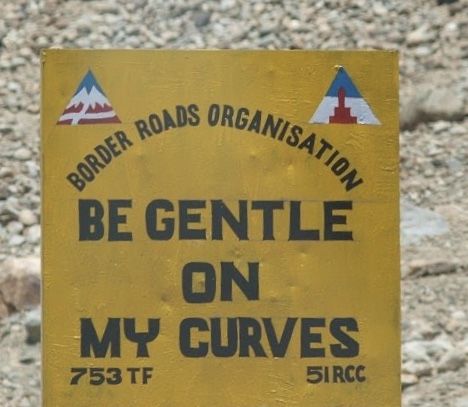 BORDER ROADS ORGANISATION
BE GENTLE
ON
MY CURVES
753 TF 51 RCC